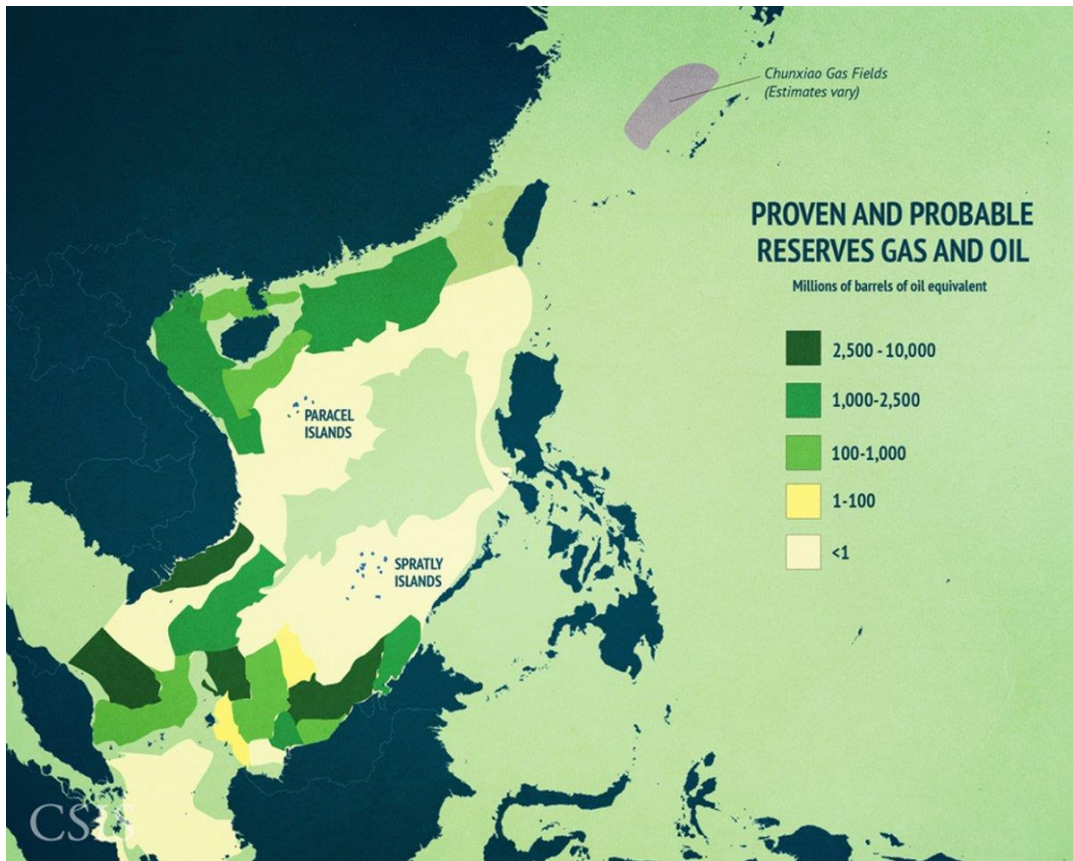 Chunxiao Gas Fields
(Estimates vary)
PROVEN AND PROBABLE
RESERVES GAS AND OIL
Millions of barrels of oil equivalent
2,500 - 10,000
1,000-2,500
100-1,000
1-100
<1
PARACEL
ISLANDS
SPRATLY
ISLANDS
CSIS